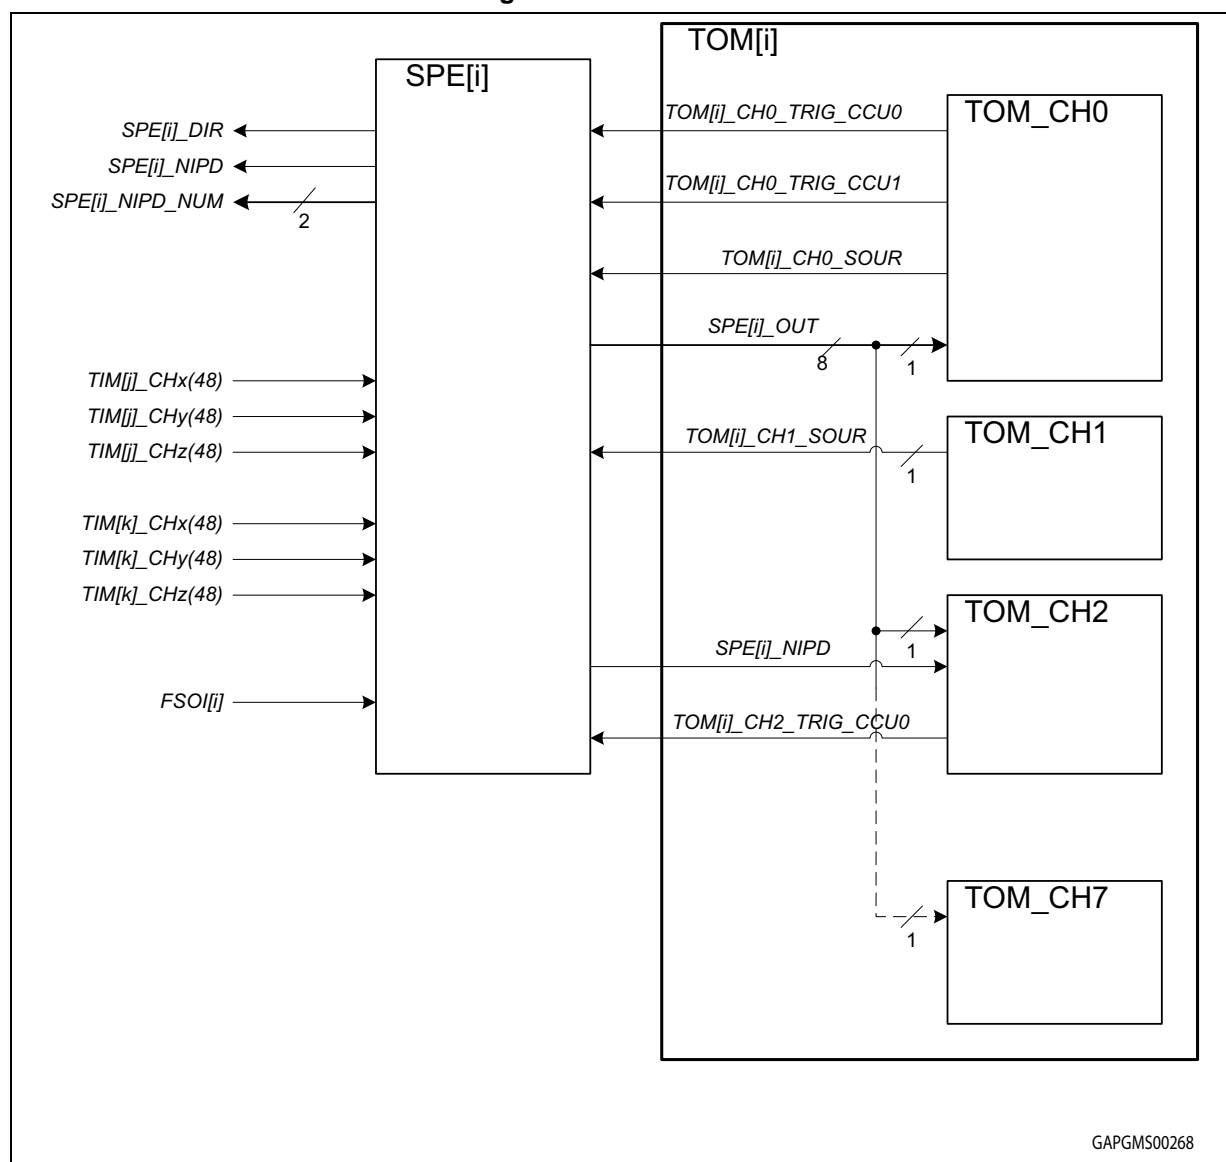 TOM[i]
SPE[i]
TOM[i]_CH0_TRIG_CCU0
TOM_CH0
SPE[i]_DIR
SPE[i]_NIPD
TOM[i]_CH0_TRIG_CCU1
SPE[i]_NIPD_NUM
2
TOM[i]_CH0_SOUR
SPE[i]_OUT
8
1
TIM[j]_CHx(48)
TIM[j]_CHy(48)
TIM[j]_CHz(48)
TOM[i]_CH1_SOUR
1
TOM_CH1
TIM[k]_CHx(48)
TIM[k]_CHy(48)
TIM[k]_CHz(48)
TOM_CH2
1
SPE[i]_NIPD
FSOI[i]
TOM[i]_CH2_TRIG_CCU0
TOM_CH7
1
GAPGMS00268